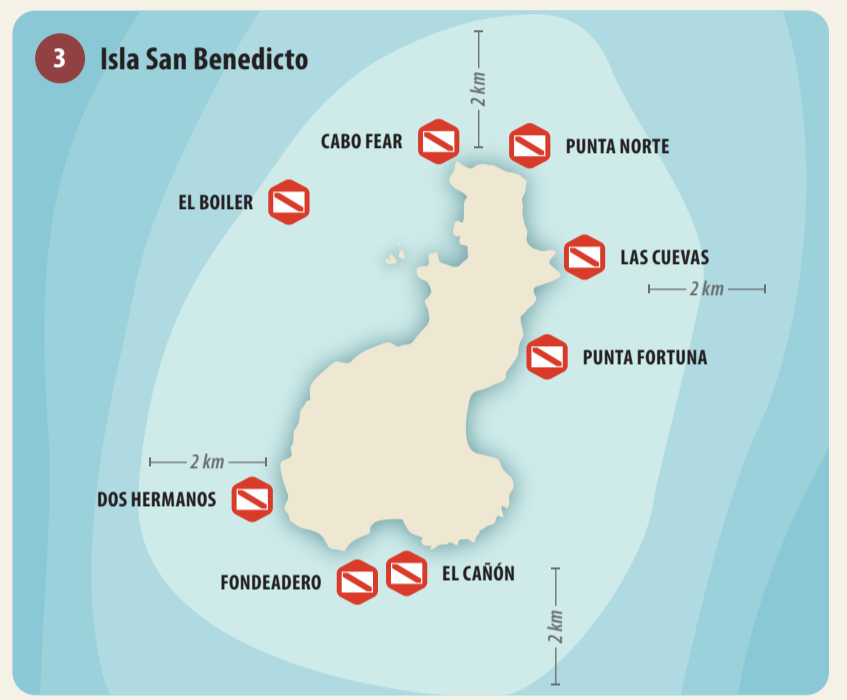 3 Isla San Benedicto
2 km
CABO FEAR
PUNTA NORTE
EL BOILER
LAS CUEVAS
2 km
PUNTA FORTUNA
2 km
DOS HERMANOS
FONDEADERO
EL CAÑÓN
2 km